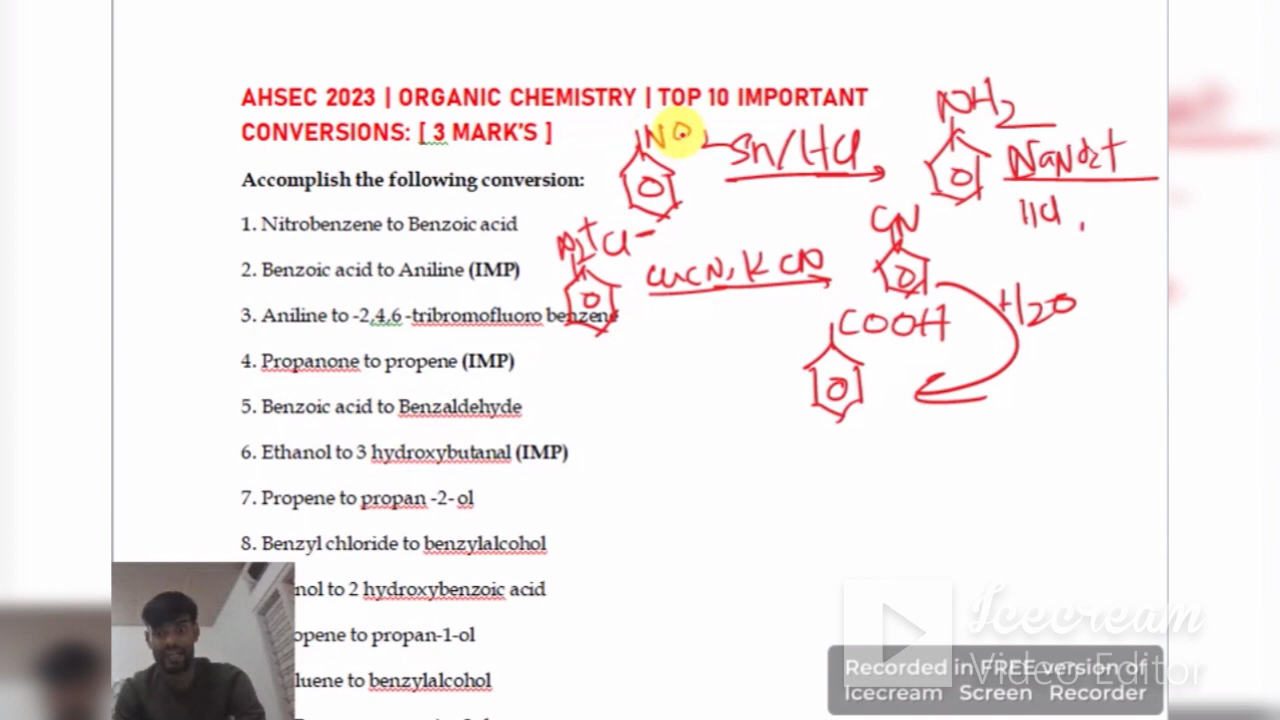 AHSEC 2023 | ORGANIC CHEMISTRY | TOP 10 IMPORTANT
CONVERSIONS: [ 3 MARK'S ]
Accomplish the following conversion:
1. Nitrobenzene to Benzoic acid
2. Benzoic acid to Aniline (IMP)
3. Aniline to -2,4,6 -tribromofluoro benzene
4. Propanone to propene (IMP)
5. Benzoic acid to Benzaldehyde
6. Ethanol to 3 hydroxybutanal (IMP)
7. Propene to propan -2- ol
8. Benzyl chloride to benzylalcohol
nol to 2 hydroxybenzoic acid
opene to propan-1-ol
luene to benzylalcohol
NO2
Sn/HCl
NH2
NaNO2+
HCl,
N2+Cl-
CuCN, KCN
CN
H2O
COOH
Icecream
Video Editor
Recorded in FREE version of
Icecream Screen Recorder